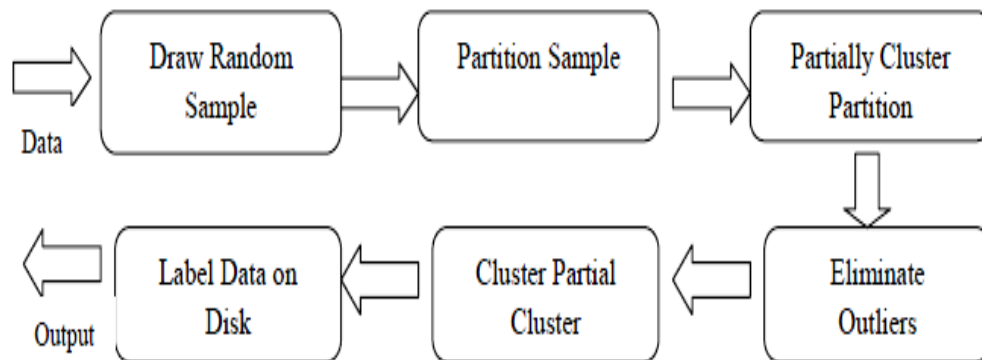 Data
Draw Random
Sample
Partition Sample
Partially Cluster
Partition
Eliminate
Outliers
Cluster Partial
Cluster
Label Data on
Disk
Output